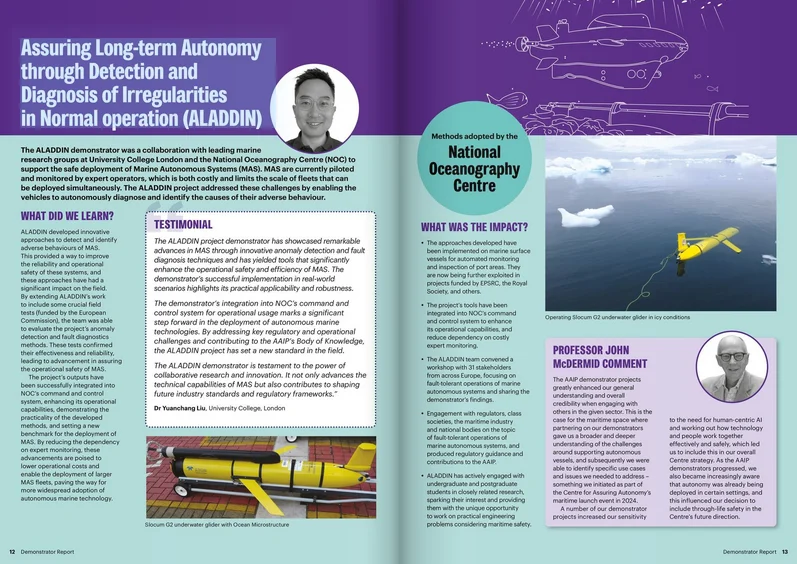 Assuring Long-term Autonomy
through Detection and
Diagnosis of Irregularities
in Normal operation (ALADDIN)
The ALADDIN demonstrator was a collaboration with leading marine
research groups at University College London and the National Oceanography Centre (NOC) to
support the safe deployment of Marine Autonomous Systems (MAS). MAS are currently piloted
and monitored by expert operators, which is both costly and limits the scale of fleets that can
be deployed simultaneously. The ALADDIN project addressed these challenges by enabling the
vehicles to autonomously diagnose and identify the causes of their adverse behaviour.
WHAT DID WE LEARN?
ALADDIN developed innovative
approaches to detect and identify
adverse behaviours of MAS.
This provided a way to improve
the reliability and operational
safety of these systems, and
these approaches have had a
significant impact on the field.
By extending ALADDIN's work
to include some crucial field
tests (funded by the European
Commission), the team was able
to evaluate the project's anomaly
detection and fault diagnostics
methods. These tests confirmed
their effectiveness and reliability,
leading to advancement in assuring
the operational safety of MAS.
The project's outputs have
been successfully integrated into
NOC's command and control
system, enhancing its operational
capabilities, demonstrating the
practicality of the developed
methods, and setting a new
benchmark for the deployment of
MAS. By reducing the dependency
on expert monitoring, these
advancements are poised to
lower operational costs and
enable the deployment of larger
MAS fleets, paving the way for
more widespread adoption of
autonomous marine technology.
TESTIMONIAL
The ALADDIN project demonstrator has showcased remarkable
advances in MAS through innovative anomaly detection and fault
diagnosis techniques and has yielded tools that significantly
enhance the operational safety and efficiency of MAS. The
demonstrator's successful implementation in real-world
scenarios highlights its practical applicability and robustness.
The demonstrator's integration into NOC's command and
control system for operational usage marks a significant
step forward in the deployment of autonomous marine
technologies. By addressing key regulatory and operational
challenges and contributing to the AAIP's Body of Knowledge,
the ALADDIN project has set a new standard in the field.
The ALADDIN demonstrator is testament to the power of
collaborative research and innovation. It not only advances the
technical capabilities of MAS but also contributes to shaping
future industry standards and regulatory frameworks."
Dr Yuanchang Liu, University College, London
Slocum G2 underwater glider with Ocean Microstructure
12 Demonstrator Report
Methods adopted by the
National
Oceanography
Centre
WHAT WAS THE IMPACT?
• The approaches developed have
been implemented on marine surface
vessels for automated monitoring
and inspection of port areas. They
are now being further exploited in
projects funded by EPSRC, the Royal
Society, and others.
• The project's tools have been
integrated into NOC's command
and control system to enhance
its operational capabilities, and
reduce dependency on costly
expert monitoring.
• The ALADDIN team convened a
workshop with 31 stakeholders
from across Europe, focusing on
fault-tolerant operations of marine
autonomous systems and sharing the
demonstrator's findings.
• Engagement with regulators, class
societies, the maritime industry
and national bodies on the topic
of fault-tolerant operations of
marine autonomous systems, and
produced regulatory guidance and
contributions to the AAIP.
• ALADDIN has actively engaged with
undergraduate and postgraduate
students in closely related research,
sparking their interest and providing
them with the unique opportunity
to work on practical engineering
problems considering maritime safety.
Operating Slocum G2 underwater glider in icy conditions
PROFESSOR JOHN
McDERMID COMMENT
The AAIP demonstrator projects
greatly enhanced our general
understanding and overall
credibility when engaging with
others in the given sector. This is the
case for the maritime space where
partnering on our demonstrators
gave us a broader and deeper
understanding of the challenges
around supporting autonomous
vessels, and subsequently we were
able to identify specific use cases
and issues we needed to address –
something we initiated as part of
the Centre for Assuring Autonomy's
maritime launch event in 2024.
A number of our demonstrator
projects increased our sensitivity
to the need for human-centric AI
and working out how technology
and people work together
effectively and safely, which led
us to include this in our overall
Centre strategy. As the AAIP
demonstrators progressed, we
also became increasingly aware
that autonomy was already being
deployed in certain settings, and
this influenced our decision to
include through-life safety in the
Centre's future direction.
Demonstrator Report 13